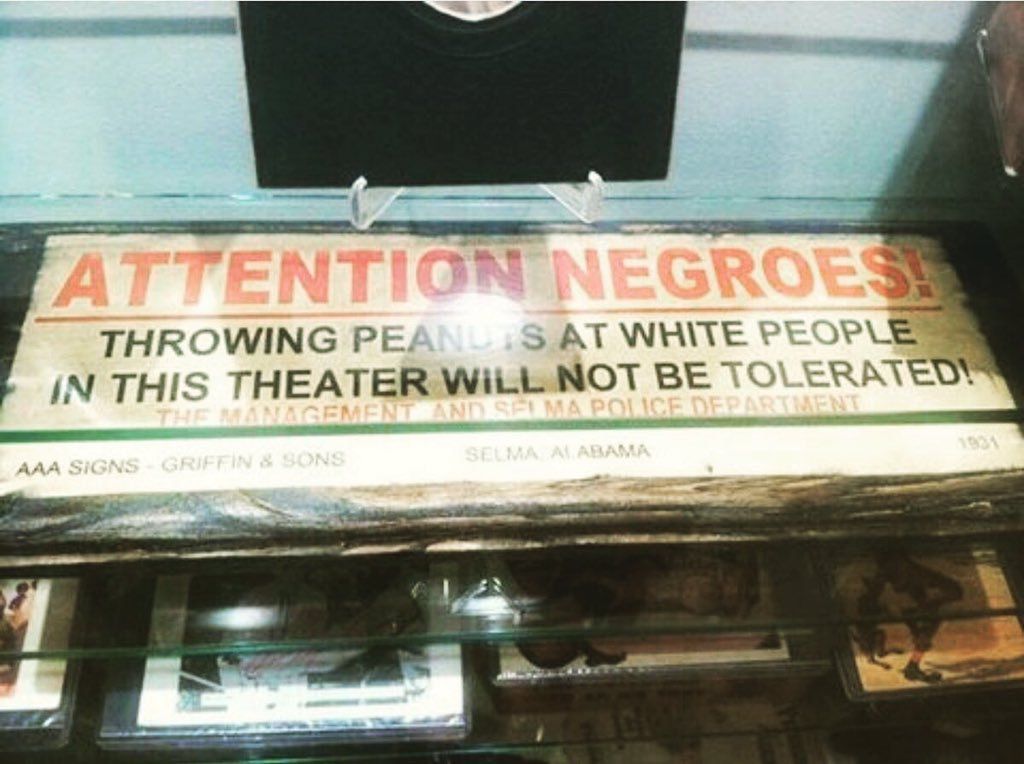 ATTENTION NEGROES!
THROWING PEANUTS AT WHITE PEOPLE
IN THIS THEATER WILL NOT BE TOLERATED!
THE MANAGEMENT AND SELMA POLICE DEPARTMENT
AAA SIGNS - GRIFFIN & SONS SELMA, ALABAMA 1931